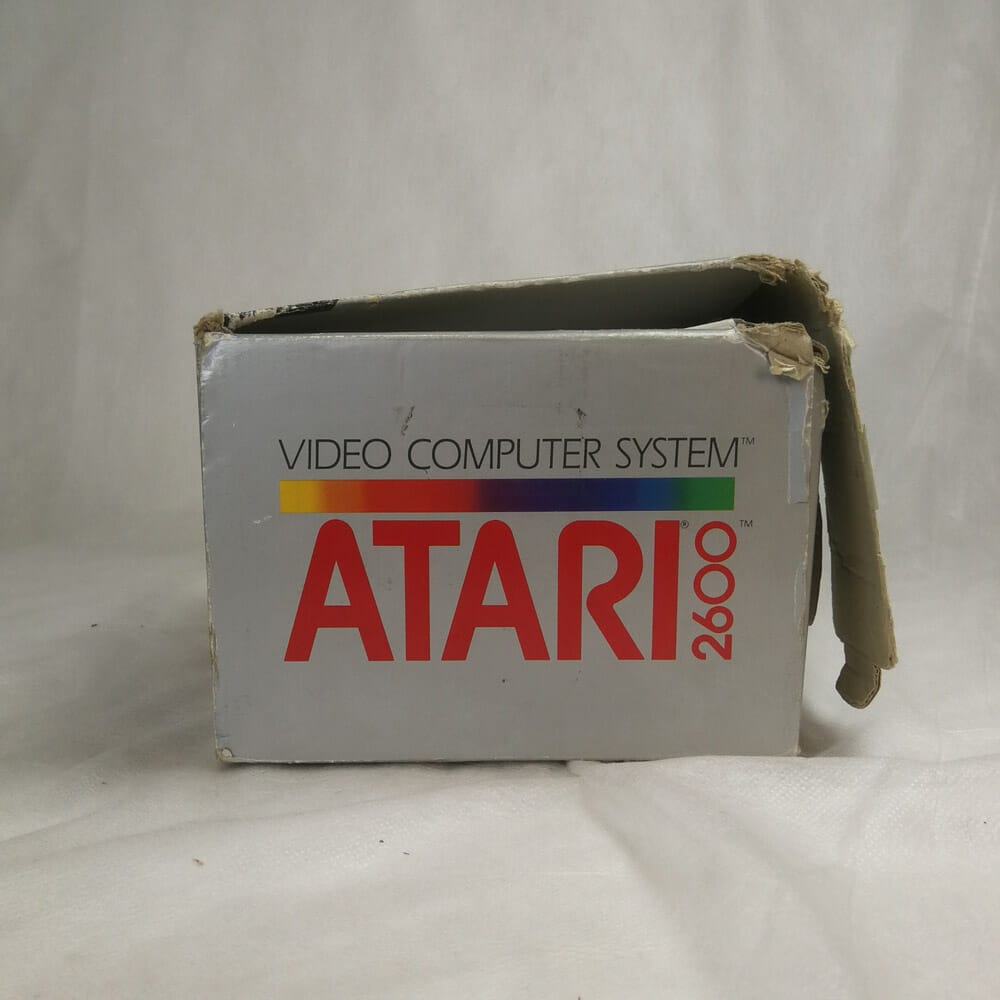 VIDEO COMPUTER SYSTEM™
ATARI® 2600™